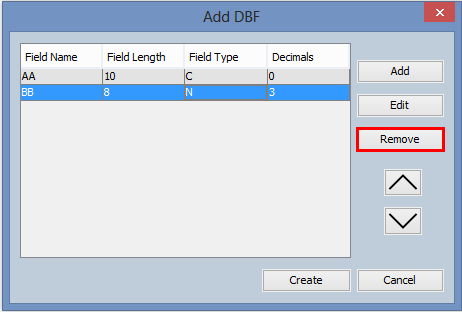 Add DBF
Field Name Field Length Field Type Decimals
AA 10 C 0
BB 8 N 3
Add
Edit
Remove
Create Cancel